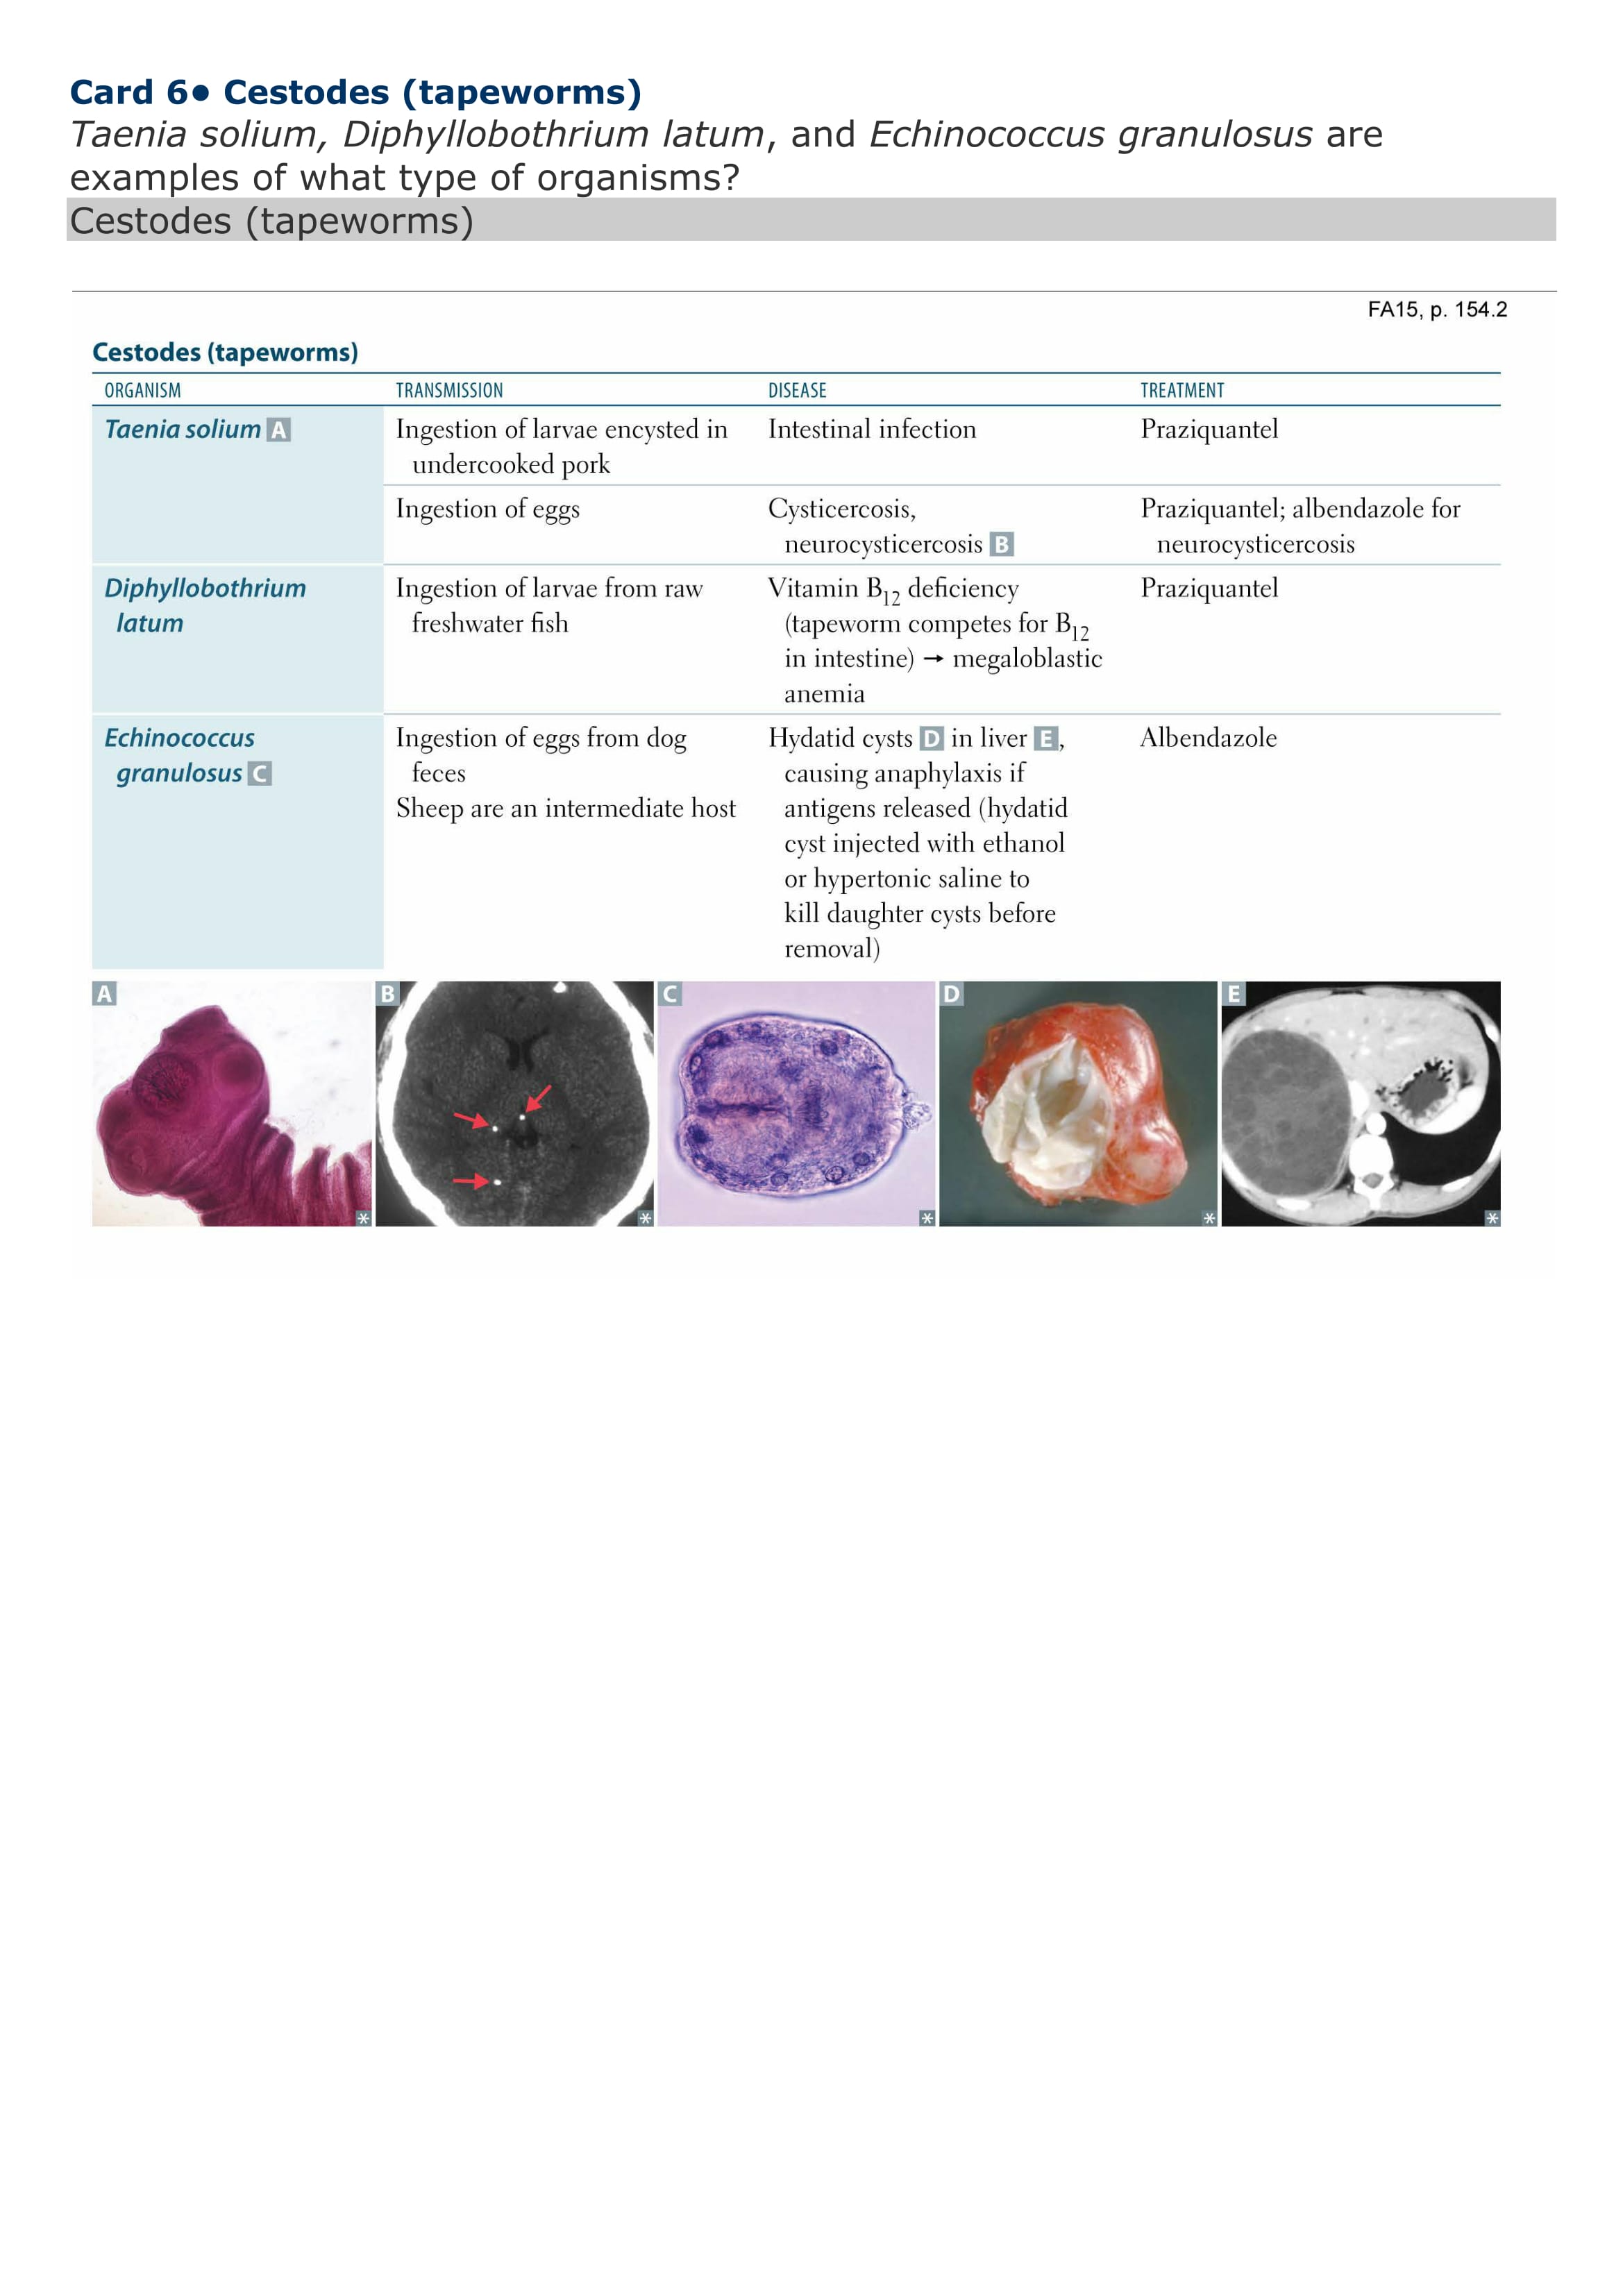 Card 6• Cestodes (tapeworms)
Taenia solium, Diphyllobothrium latum, and Echinococcus granulosus are
examples of what type of organisms?
Cestodes (tapeworms)
FA15, p. 154.2
Cestodes (tapeworms)
ORGANISM TRANSMISSION DISEASE TREATMENT
Taenia solium A Ingestion of larvae encysted in Intestinal infection Praziquantel
undercooked pork
Ingestion of eggs Cysticercosis, Praziquantel; albendazole for
neurocysticercosis B neurocysticercosis
Diphyllobothrium Ingestion of larvae from raw Vitamin B12 deficiency Praziquantel
latum freshwater fish (tapeworm competes for B12
in intestine) → megaloblastic
anemia
Echinococcus Ingestion of eggs from dog Hydatid cysts D in liver E, Albendazole
granulosus C feces causing anaphylaxis if
Sheep are an intermediate host antigens released (hydatid
cyst injected with ethanol
or hypertonic saline to
kill daughter cysts before
removal)
A B C D E
* * * * *